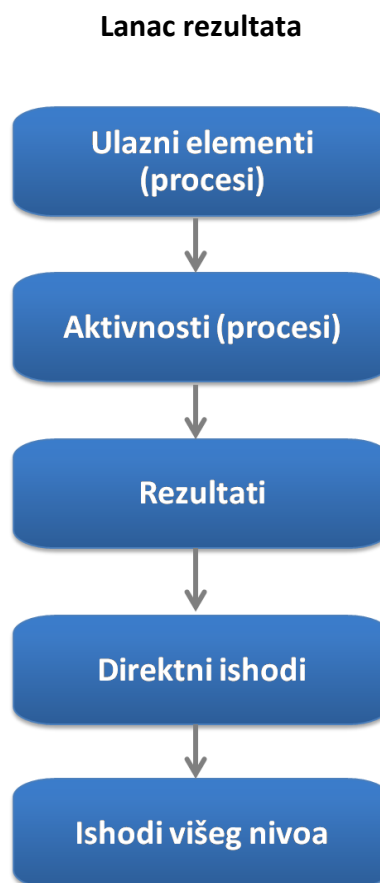 Lanac rezultata
Ulazni elementi
(procesi)
Aktivnosti (procesi)
Rezultati
Direktni ishodi
Ishodi višeg nivoa